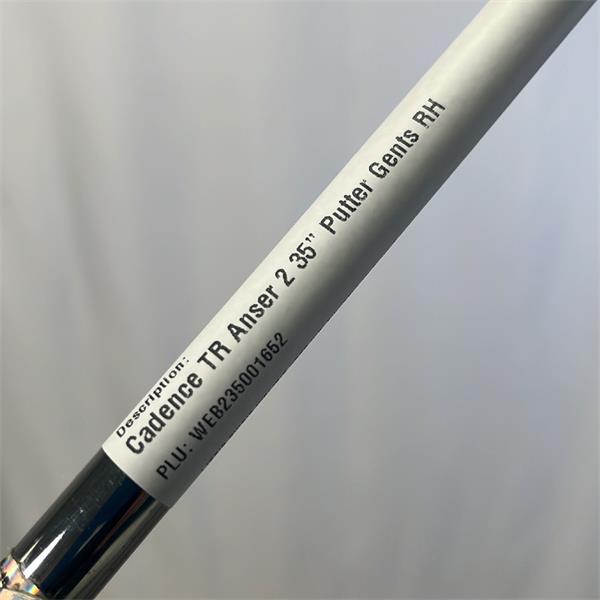 Description:
Cadence TR Anser 2 35" Putter Gents RH
PLU: WEB235001652